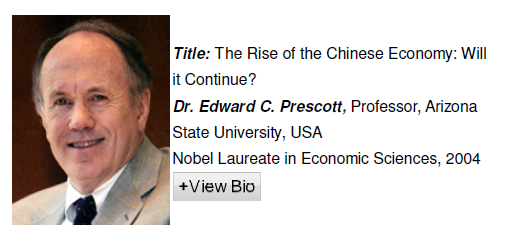 Title: The Rise of the Chinese Economy: Will
it Continue?
Dr. Edward C. Prescott, Professor, Arizona
State University, USA
Nobel Laureate in Economic Sciences, 2004
+View Bio